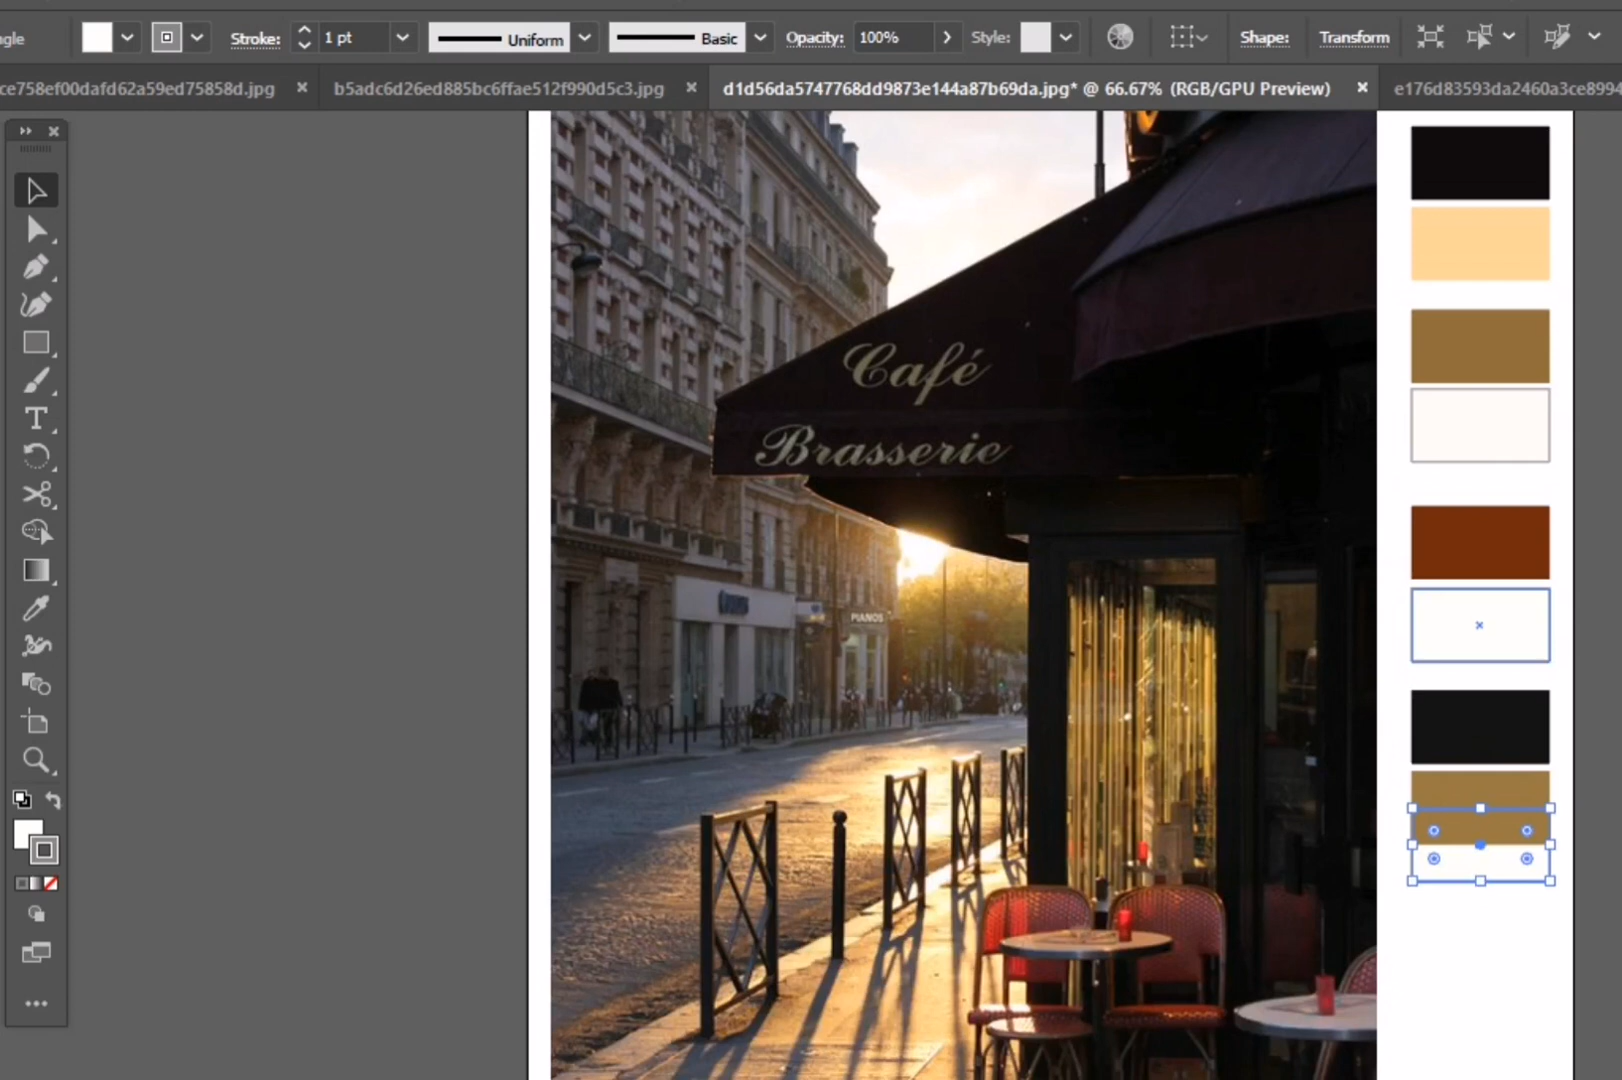 ngle
Stroke: 1 pt Uniform Basic Opacity: 100% Style: Shape: Transform
ce758ef00dafd62a59ed75858d.jpg × b5adc6d26ed885bc6ffae512f990d5c3.jpg × d1d56da5747768dd9873e144a87b69da.jpg* @ 66.67% (RGB/GPU Preview) × e176d83593da2460a3ce8994
Café
Brasserie
PIANOS